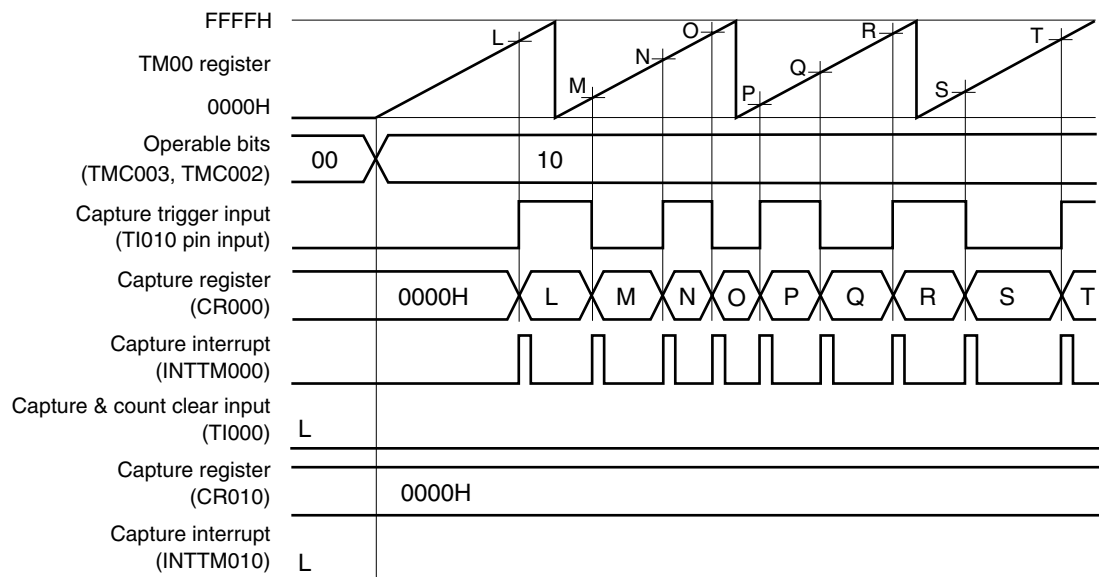 FFFFH
TM00 register
0000H
L M N O P Q R S T
Operable bits
(TMC003, TMC002)
00 10
Capture trigger input
(TI010 pin input)
Capture register
(CR000)
0000H L M N O P Q R S T
Capture interrupt
(INTTM000)
Capture & count clear input
(TI000)
L
Capture register
(CR010)
0000H
Capture interrupt
(INTTM010)
L